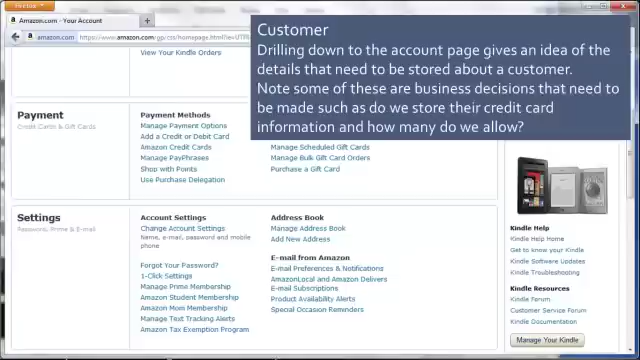 Firefox
Amazon.com - Your Account
+
amazon.com
https://www.amazon.com/gp/css/homepage.html?ie=UTF
Customer
Drilling down to the account page gives an idea of the
details that need to be stored about a customer.
Note some of these are business decisions that need to
be made such as do we store their credit card
information and how many do we allow?
View Your Kindle Orders
Payment
Credit Cards & Gift Cards
Payment Methods
Manage Payment Options
Add a Credit or Debit Card
Amazon Credit Cards
Manage PayPhrases
Shop with Points
Use Purchase Delegation
Manage Scheduled Gift Cards
Manage Bulk Gift Card Orders
Purchase a Gift Card
Settings
Password, Prime & E-mail
Account Settings
Change Account Settings
Name, e-mail, password and mobile
phone
Forgot Your Password?
1-Click Settings
Manage Prime Membership
Amazon Student Membership
Amazon Mom Membership
Manage Text Tracking Alerts
Amazon Tax Exemption Program
Address Book
Manage Address Book
Add New Address
E-mail from Amazon
E-mail Preferences & Notifications
AmazonLocal and Amazon Delivers
E-mail Subscriptions
Product Availability Alerts
Special Occasion Reminders
Kindle Help
Kindle Help Home
Get to know your Kindle
Kindle Software Updates
Kindle Troubleshooting
Kindle Resources
Kindle Forum
Customer Service Forum
Kindle Documentation
Manage Your Kindle